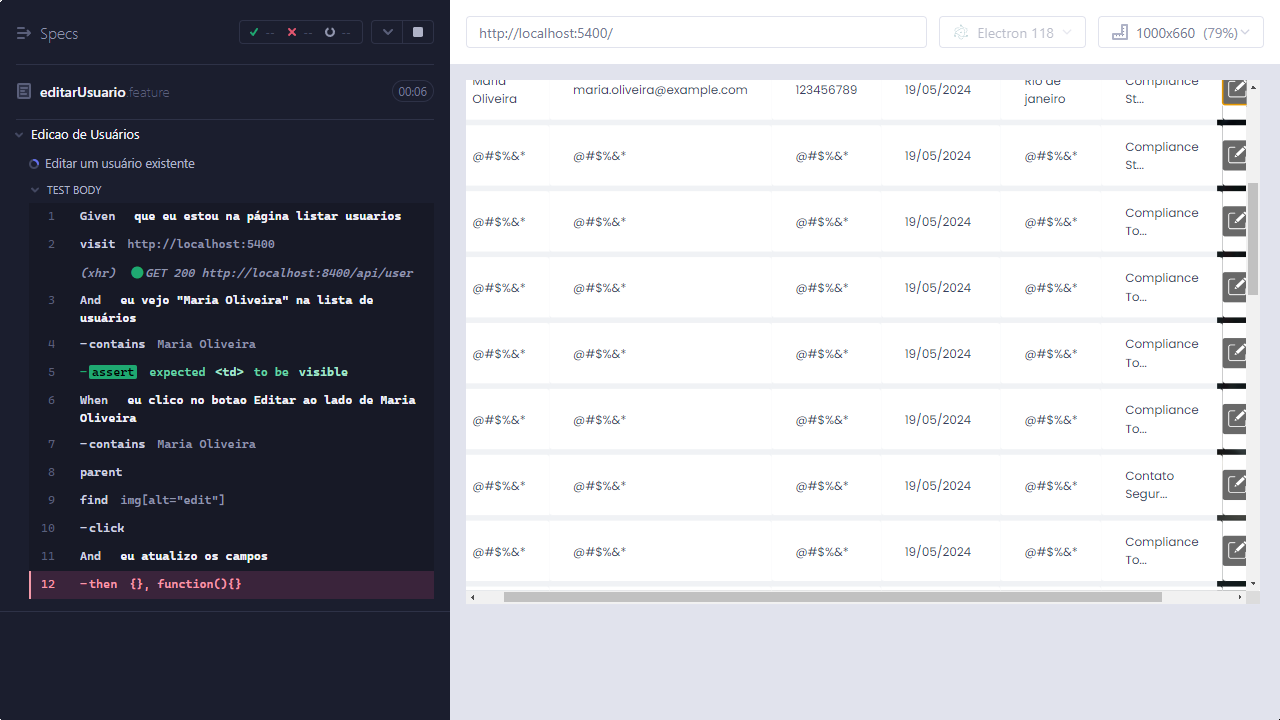 Specs
-- -- --
editarUsuario.feature 00:06
Edicao de Usuários
Editar um usuário existente
TEST BODY
1 Given que eu estou na página listar usuarios
2 visit http://localhost:5400
(xhr) GET 200 http://localhost:8400/api/user
3 And eu vejo "Maria Oliveira" na lista de
usuários
4 -contains Maria Oliveira
5 -assert expected <td> to be visible
6 When eu clico no botao Editar ao lado de Maria
Oliveira
7 -contains Maria Oliveira
8 parent
9 find img[alt="edit"]
10 -click
11 And eu atualizo os campos
12 -then {}, function(){}
http://localhost:5400/
Electron 118
1000x660 (79%)
Maria
Oliveira
maria.oliveira@example.com
123456789
19/05/2024
Rio de
janeiro
Compliance
St...
@#$%&* @#$%&* @#$%&* 19/05/2024 @#$%&*
Compliance
St...
@#$%&* @#$%&* @#$%&* 19/05/2024 @#$%&*
Compliance
To...
@#$%&* @#$%&* @#$%&* 19/05/2024 @#$%&*
Compliance
To...
@#$%&* @#$%&* @#$%&* 19/05/2024 @#$%&*
Compliance
To...
@#$%&* @#$%&* @#$%&* 19/05/2024 @#$%&*
Compliance
To...
@#$%&* @#$%&* @#$%&* 19/05/2024 @#$%&*
Contato
Segur...
@#$%&* @#$%&* @#$%&* 19/05/2024 @#$%&*
Compliance
To...